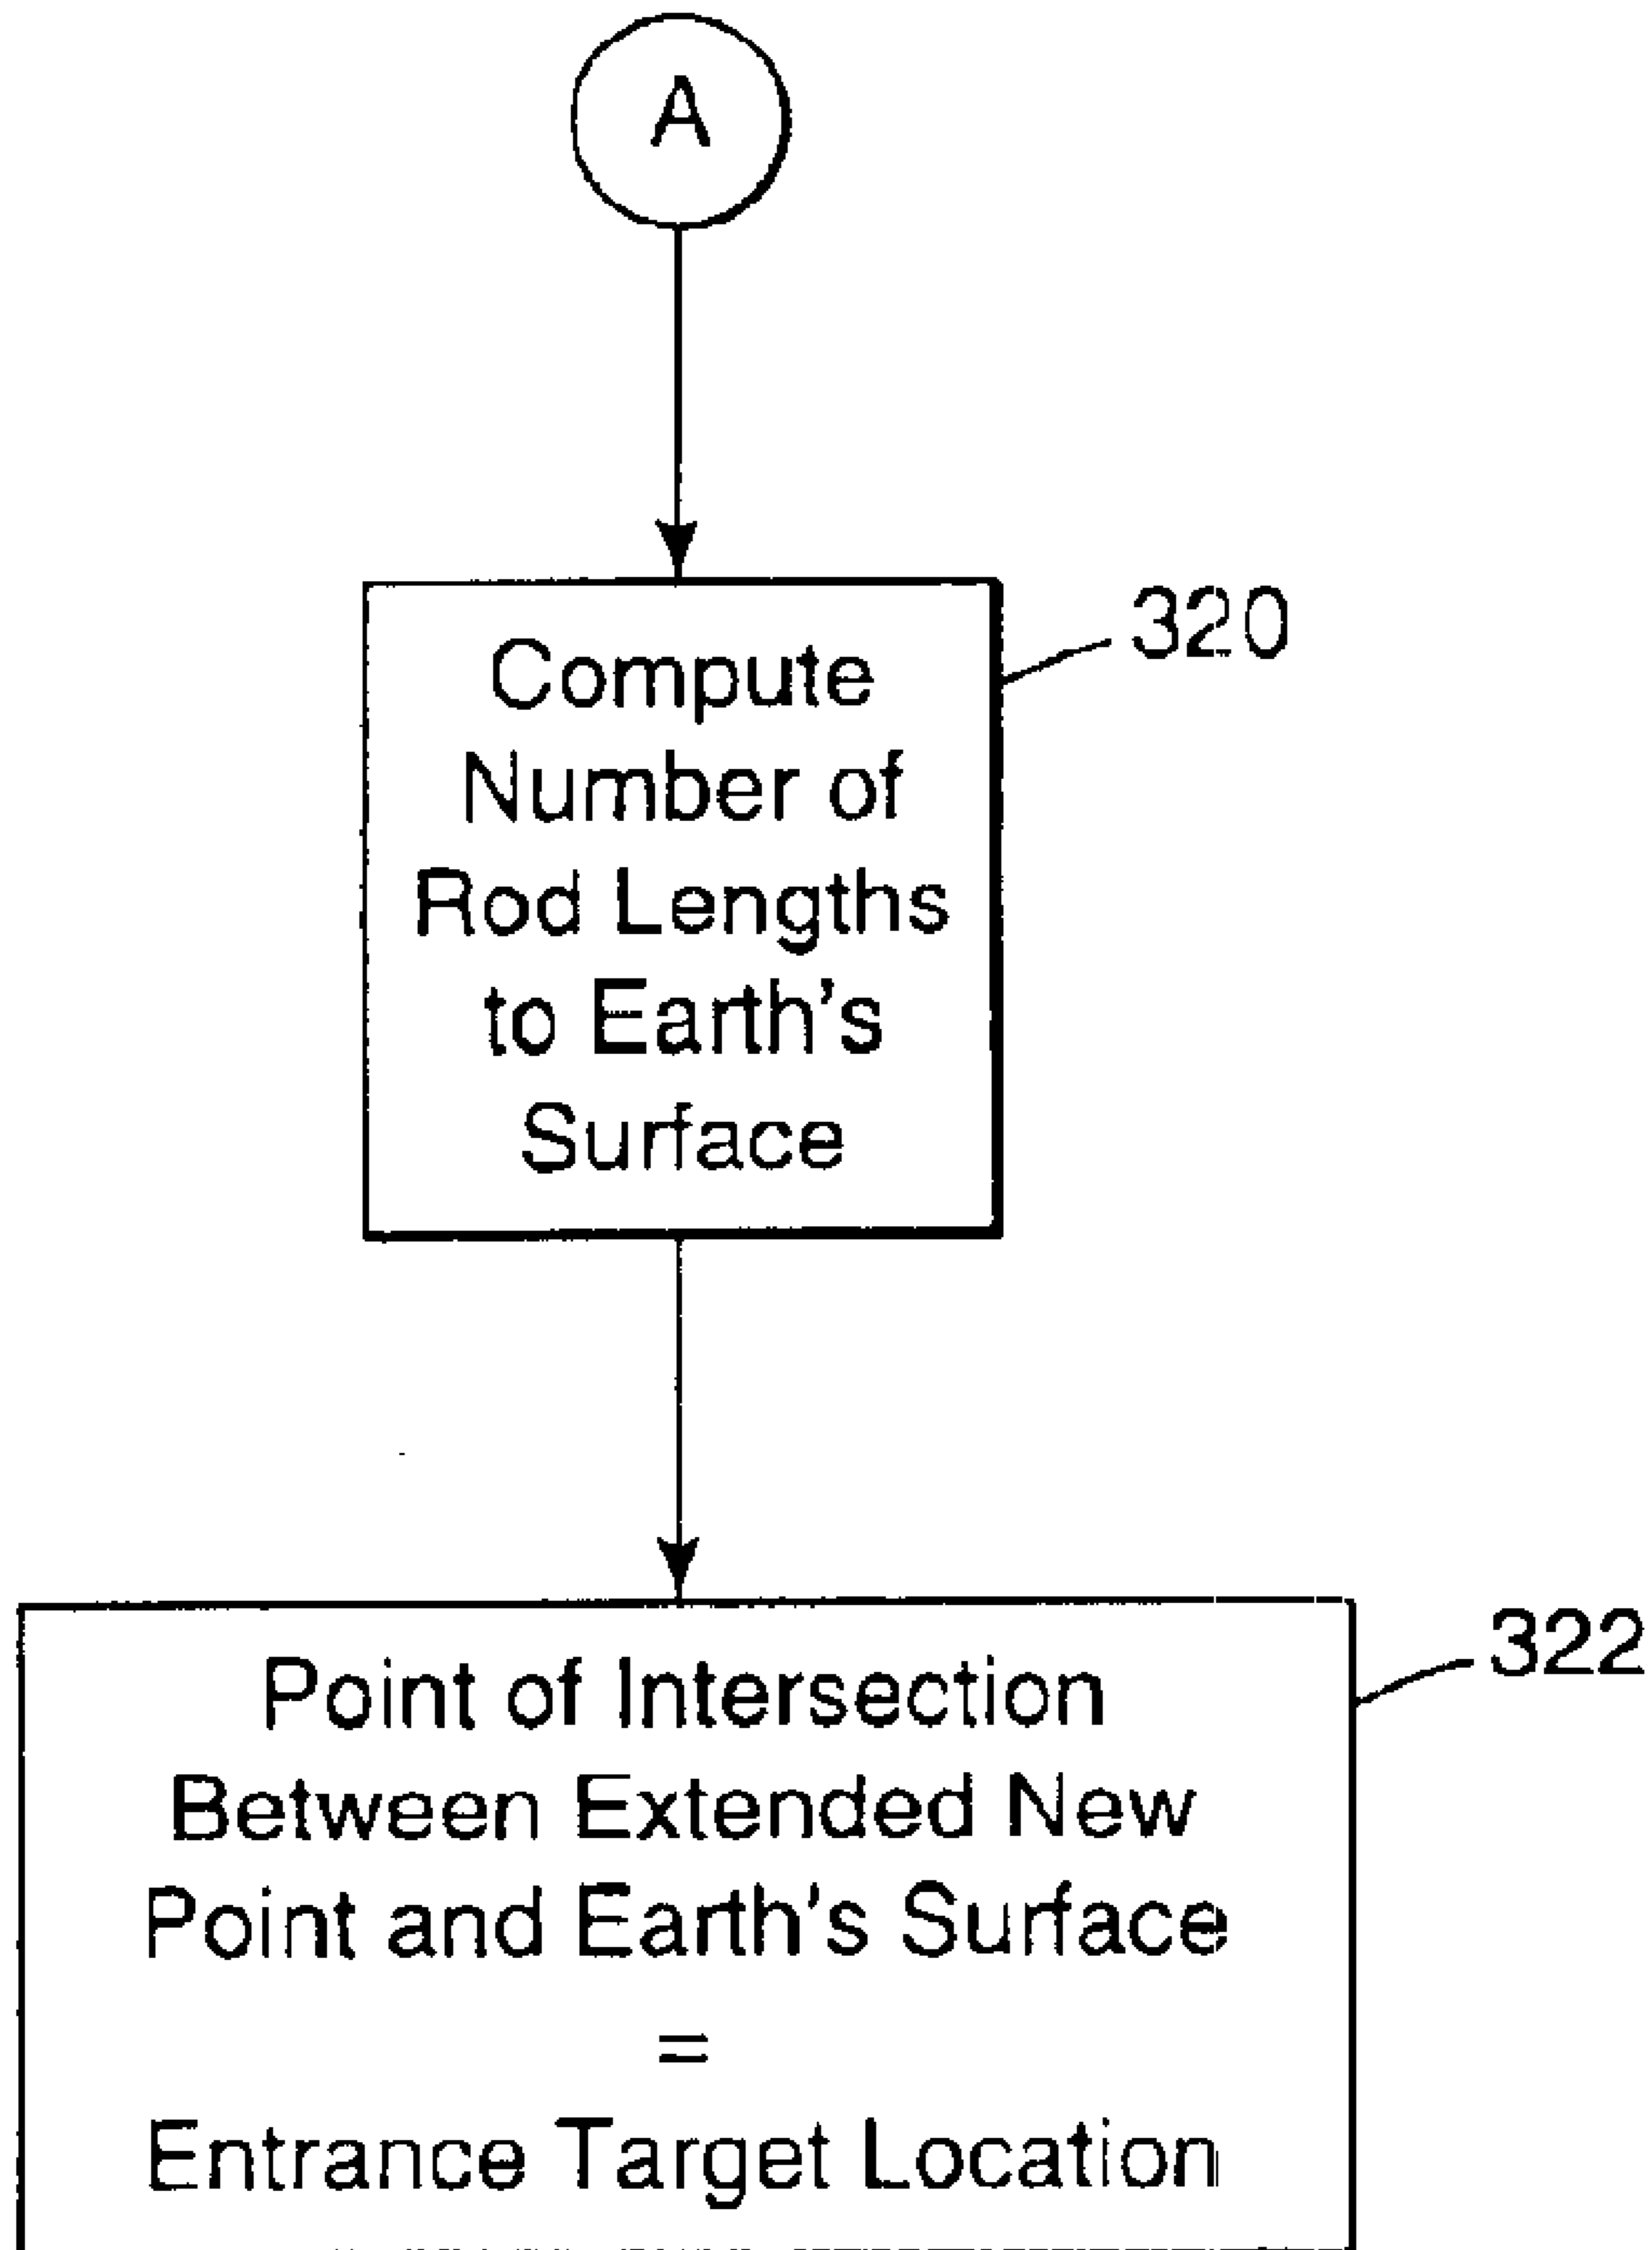 A
Compute
Number of
Rod Lengths
to Earth's
Surface
320
Point of Intersection
Between Extended New
Point and Earth's Surface
=
Entrance Target Location
322